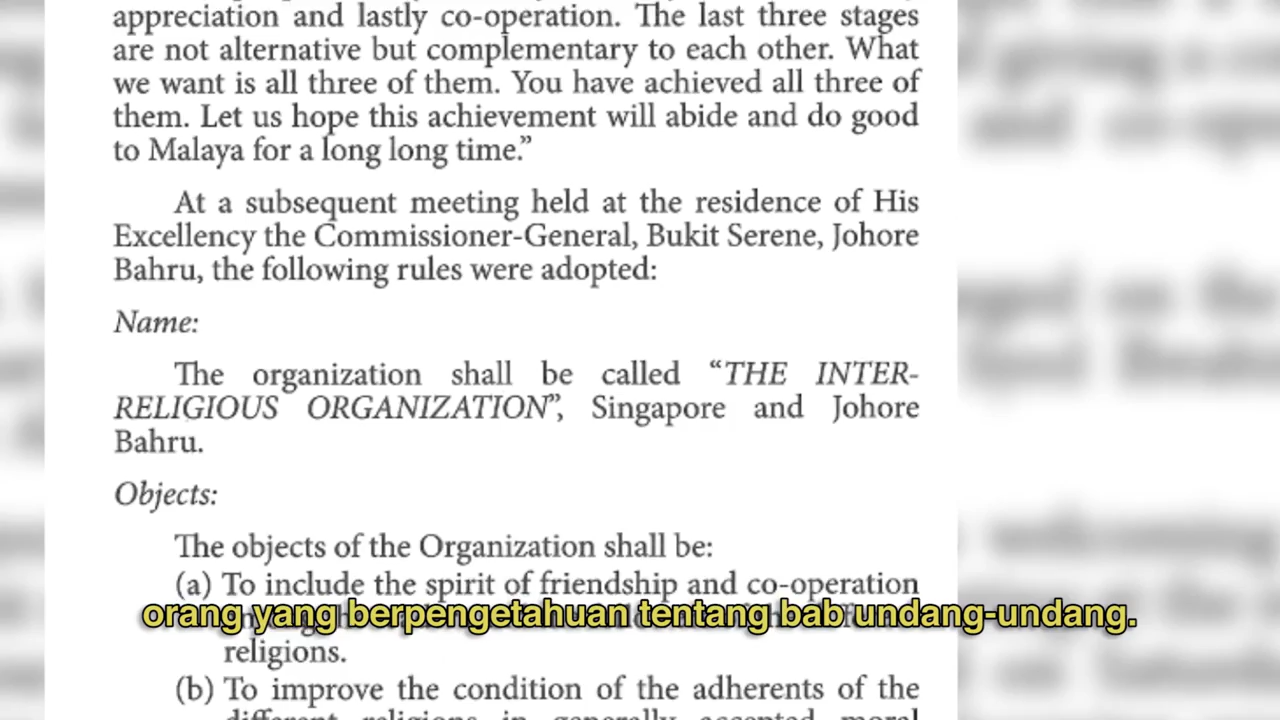 appreciation and lastly co-operation. The last three stages
are not alternative but complementary to each other. What
we want is all three of them. You have achieved all three of
them. Let us hope this achievement will abide and do good
to Malaya for a long long time.”
At a subsequent meeting held at the residence of His
Excellency the Commissioner-General, Bukit Serene, Johore
Bahru, the following rules were adopted:
Name:
The organization shall be called “THE INTER-
RELIGIOUS ORGANIZATION”, Singapore and Johore
Bahru.
Objects:
The objects of the Organization shall be:
(a) To include the spirit of friendship and co-operation
orang yang berpengetahuan tentang bab undang-undang.
religions.
(b) To improve the condition of the adherents of the
different religions in generally accepted moral